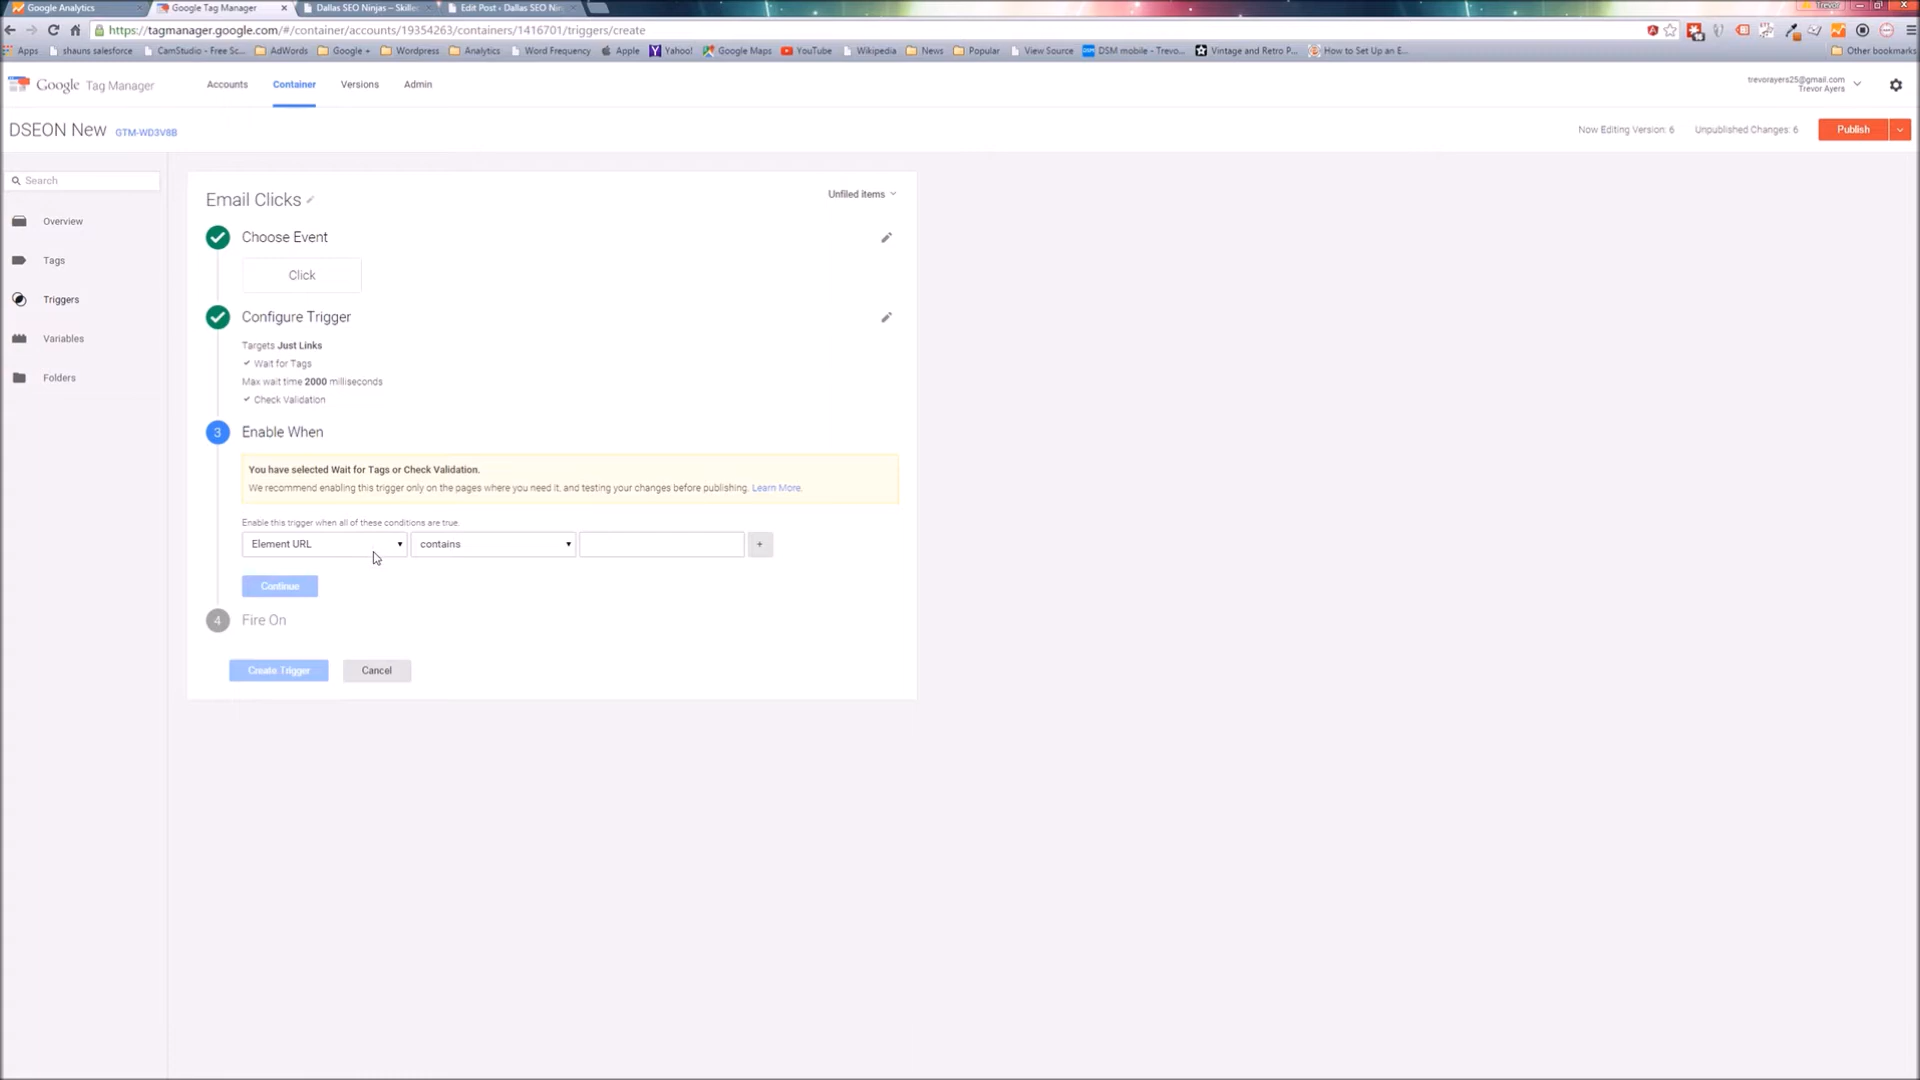 Google Analytics
Google Tag Manager
Dallas SEO Ninjas – Skille
Edit Post ‹ Dallas SEO Nin
Trevor
https://tagmanager.google.com/#/container/accounts/19354263/containers/1416701/triggers/create
Apps
shauns salesforce
CamStudio - Free Sc...
AdWords
Google +
Wordpress
Analytics
Word Frequency
Apple
Yahoo!
Google Maps
YouTube
Wikipedia
News
Popular
View Source
DSM mobile - Trevo...
Vintage and Retro P...
How to Set Up an E...
Other bookmarks
Google Tag Manager
Accounts
Container
Versions
Admin
trevorayers25@gmail.com
Trevor Ayers
DSEON New GTM-WD3V8B
Now Editing Version: 6
Unpublished Changes: 6
Publish
Search
Overview
Tags
Triggers
Variables
Folders
Email Clicks
Unfiled items
Choose Event
Click
Configure Trigger
Targets Just Links
Wait for Tags
Max wait time 2000 milliseconds
Check Validation
3 Enable When
You have selected Wait for Tags or Check Validation.
We recommend enabling this trigger only on the pages where you need it, and testing your changes before publishing. Learn More.
Enable this trigger when all of these conditions are true.
Element URL
contains
+
Continue
4 Fire On
Create Trigger
Cancel